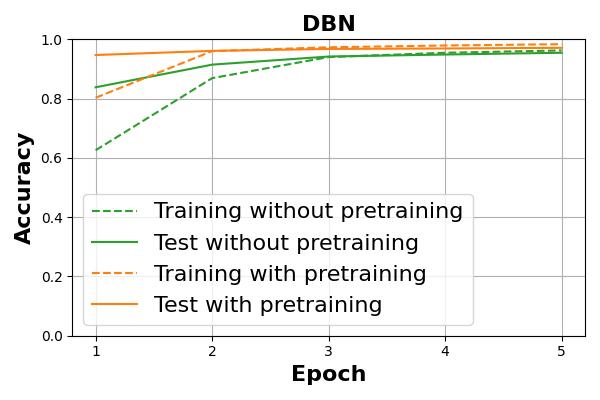 DBN
1.0
0.8
0.6
0.4
0.2
0.0
Accuracy
Training without pretraining
Test without pretraining
Training with pretraining
Test with pretraining
1 2 3 4 5
Epoch